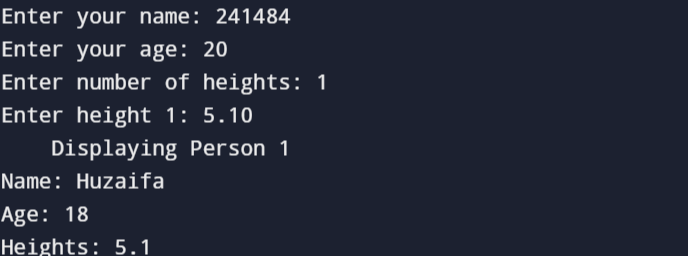 Enter your name: 241484
Enter your age: 20
Enter number of heights: 1
Enter height 1: 5.10
Displaying Person 1
Name: Huzaifa
Age: 18
Heights: 5.1